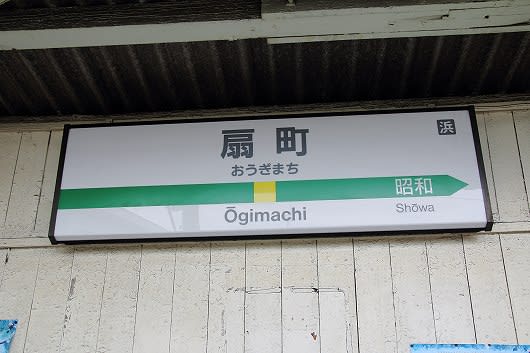 浜
扇町
おうぎまち
昭和
Ōgimachi
Shōwa